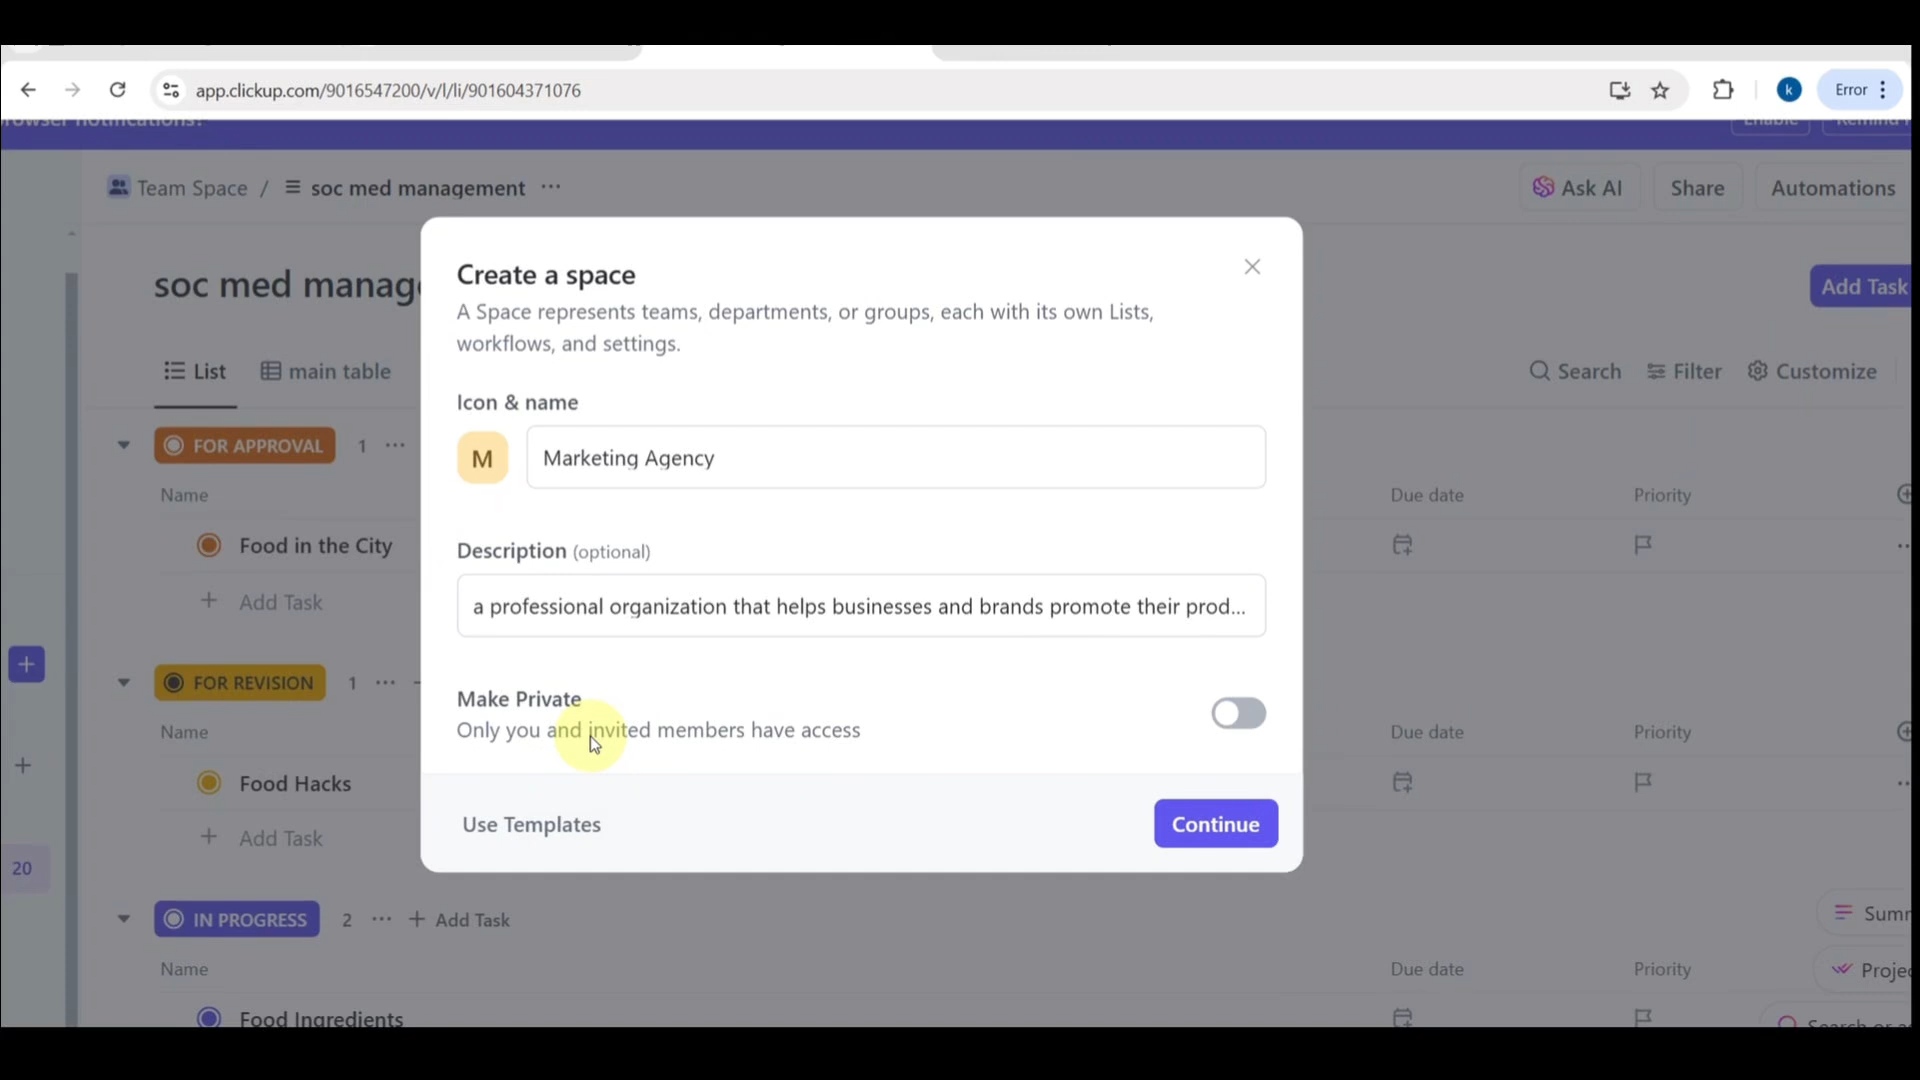 app.clickup.com/9016547200/v/l/li/901604371076
k
Error
browser notifications?
Enable
Team Space / soc med management ...
Ask AI
Share
Automations
Create a space
A Space represents teams, departments, or groups, each with its own Lists,
workflows, and settings.
soc med manage
Add Task
List
main table
Search
Filter
Customize
Icon & name
M
Marketing Agency
FOR APPROVAL 1 ...
Name
Due date
Priority
Food in the City
Add Task
Description (optional)
a professional organization that helps businesses and brands promote their prod...
FOR REVISION 1 ...
Name
Due date
Priority
Make Private
Only you and invited members have access
Food Hacks
Add Task
Use Templates
Continue
20
IN PROGRESS 2 ... + Add Task
Name
Due date
Priority
Food Ingredients